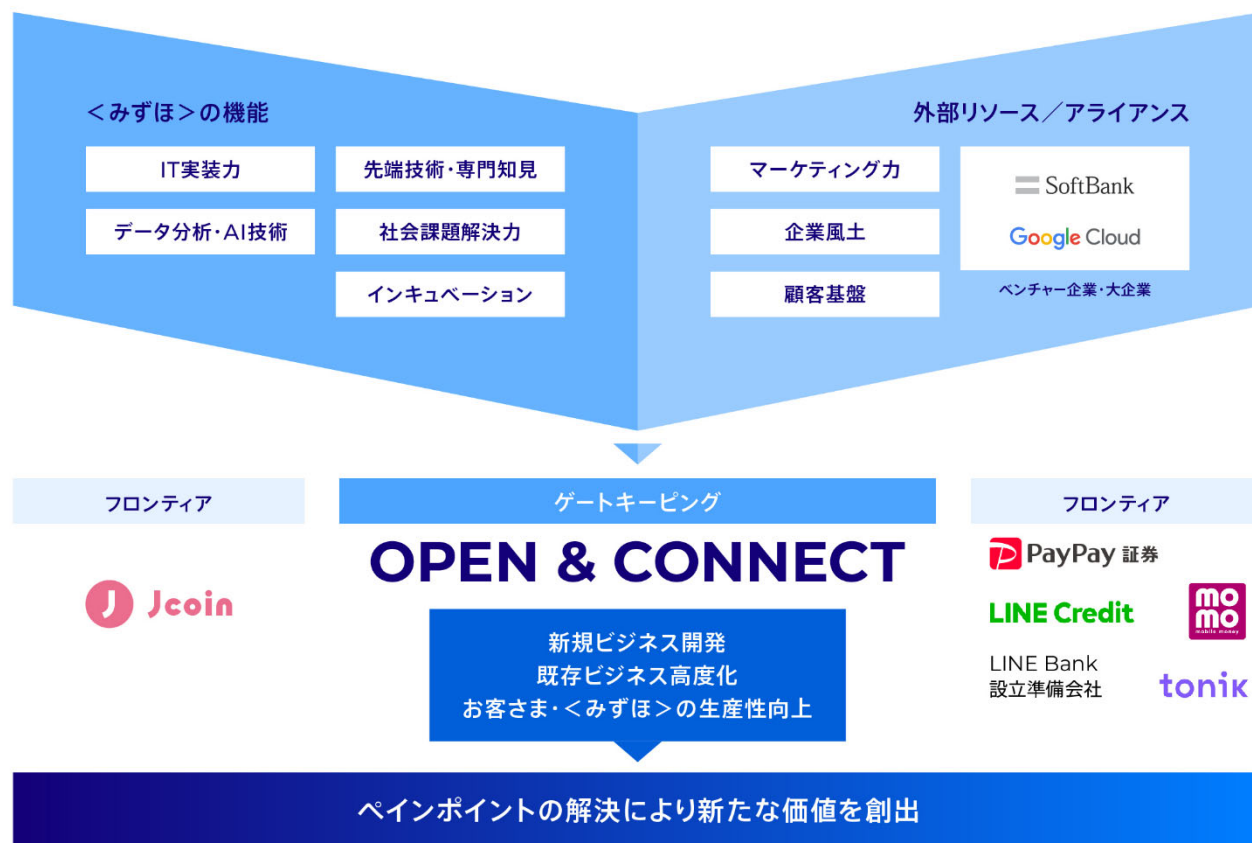 <みずほ>の機能
IT実装力
先端技術・専門知見
データ分析・AI技術
社会課題解決力
インキュベーション
外部リソース/アライアンス
マーケティング力
企業風土
顧客基盤
SoftBank
Google Cloud
ベンチャー企業・大企業
フロンティア
J Jcoin
ゲートキーピング
OPEN & CONNECT
新規ビジネス開発
既存ビジネス高度化
お客さま・<みずほ>の生産性向上
フロンティア
PayPay 証券
LINE Credit
mo
mo
mobile money
LINE Bank
設立準備会社
tonik
ペインポイントの解決により新たな価値を創出